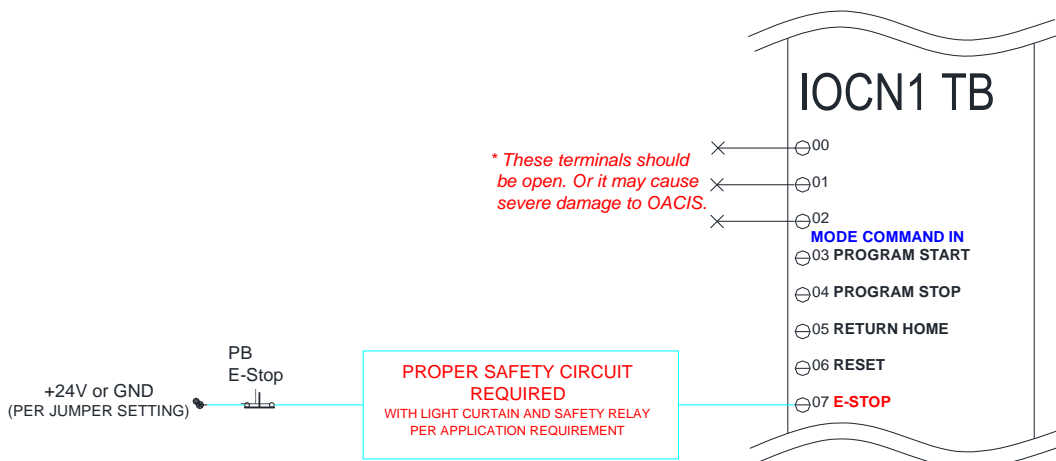 IOCN1 TB
00
* These terminals should
be open. Or it may cause
severe damage to OACIS.
01
02
MODE COMMAND IN
03 PROGRAM START
04 PROGRAM STOP
05 RETURN HOME
06 RESET
PB
E-Stop
+24V or GND
(PER JUMPER SETTING)
PROPER SAFETY CIRCUIT
REQUIRED
WITH LIGHT CURTAIN AND SAFETY RELAY
PER APPLICATION REQUIREMENT
07 E-STOP